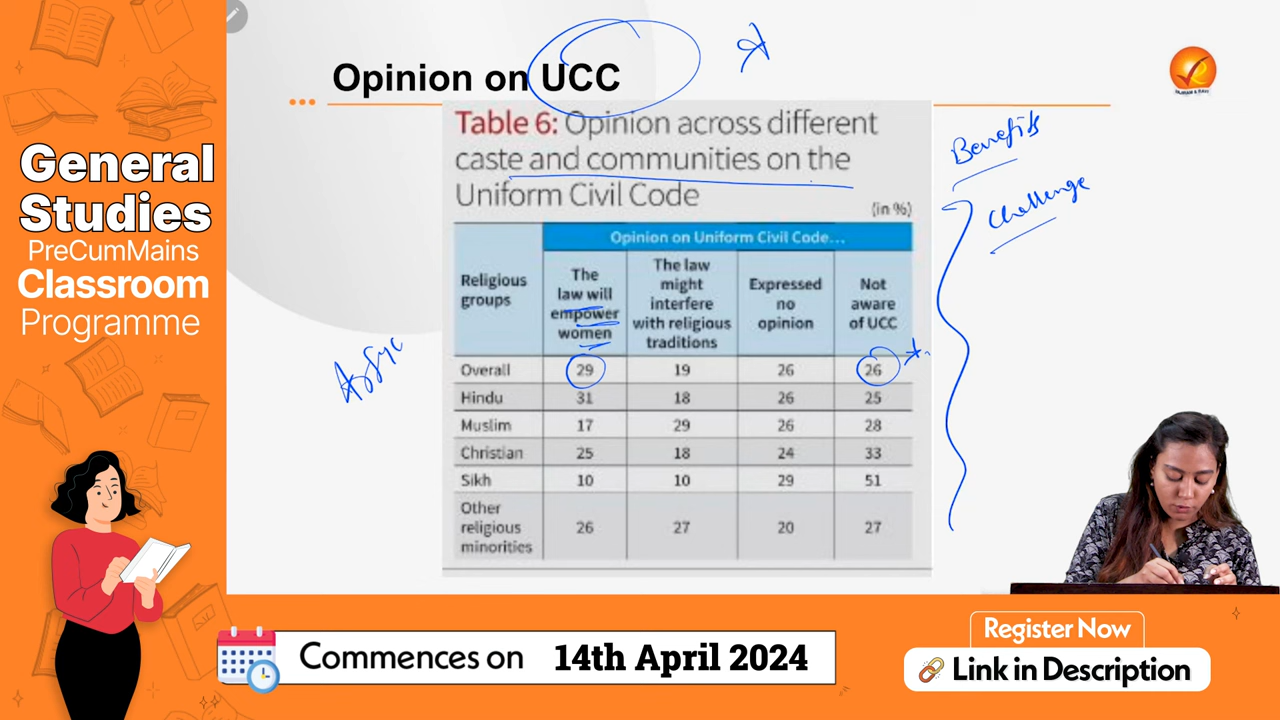 General
Studies
PreCumMains
Classroom
Programme
Opinion on UCC
Table 6: Opinion across different
caste and communities on the
Uniform Civil Code
(in %)
Religious groups | Opinion on Uniform Civil Code...
The law will empower women | The law might interfere with religious traditions | Expressed no opinion | Not aware of UCC
Overall 29 19 26 26
Hindu 31 18 26 25
Muslim 17 29 26 28
Christian 25 18 24 33
Sikh 10 10 29 51
Other religious minorities 26 27 20 27
Benefits
Challenge
Commences on 14th April 2024
Register Now
Link in Description